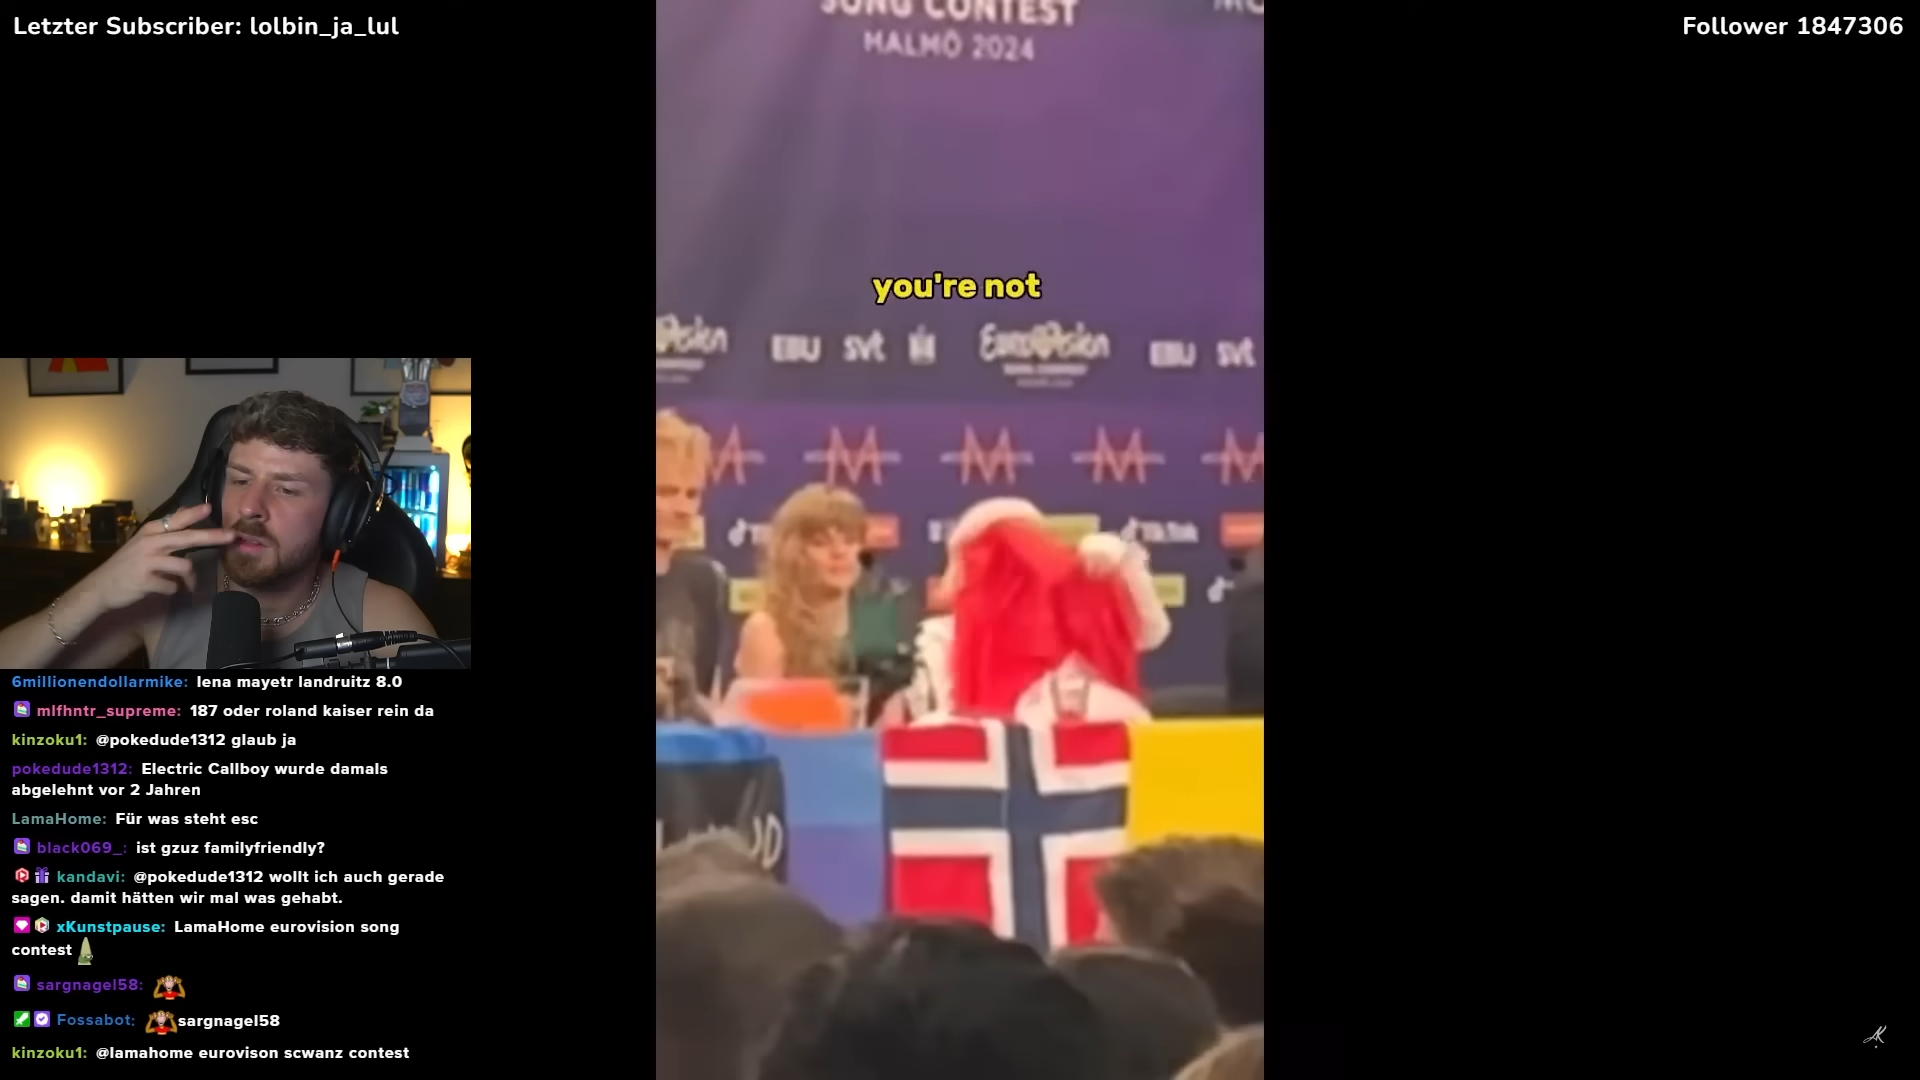 Letzter Subscriber: lolbin_ja_lul
Follower 1847306
SONG CONTEST
MALMÖ 2024
you're not
EBU SVT
Eurovision
EBU SVT
6millionendollarmike: lena mayetr landruitz 8.0
mlfhntr_supreme: 187 oder roland kaiser rein da
kinzoku1: @pokedude1312 glaub ja
pokedude1312: Electric Callboy wurde damals
abgelehnt vor 2 Jahren
LamaHome: Für was steht esc
black069_: ist gzuz familyfriendly?
kandavi: @pokedude1312 wollt ich auch gerade
sagen. damit hätten wir mal was gehabt.
xKunstpause: LamaHome eurovision song
contest
sargnagel58:
Fossabot: sargnagel58
kinzoku1: @lamahome eurovison scwanz contest